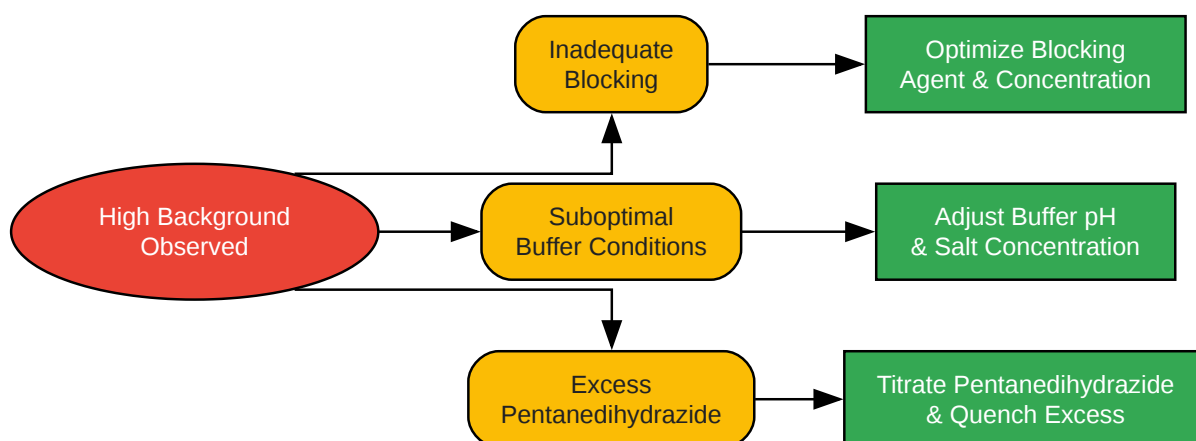 Inadequate
Blocking
Optimize Blocking
Agent & Concentration
High Background
Observed
Suboptimal
Buffer Conditions
Adjust Buffer pH
& Salt Concentration
Excess
Pentanedihydrazide
Titrate Pentanedihydrazide
& Quench Excess